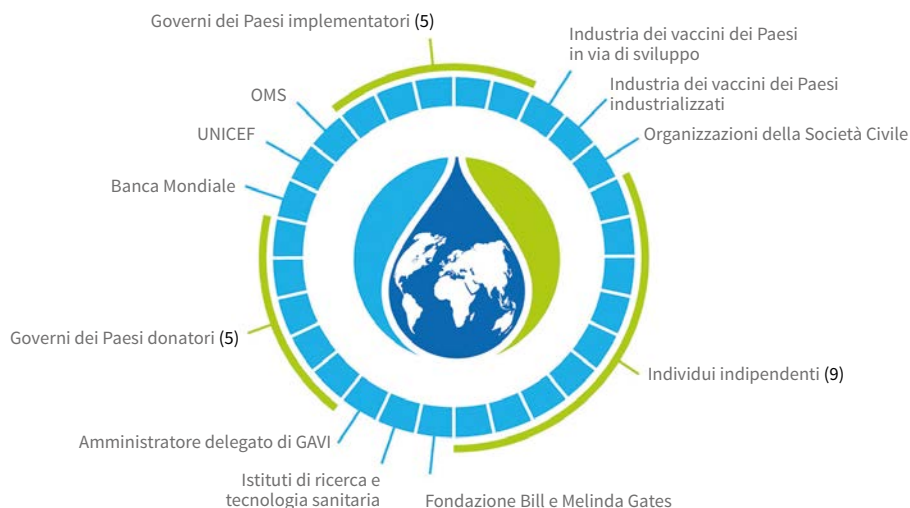 Governi dei Paesi implementatori (5)
Industria dei vaccini dei Paesi
in via di sviluppo
Industria dei vaccini dei Paesi
industrializzati
Organizzazioni della Società Civile
OMS
UNICEF
Banca Mondiale
Governi dei Paesi donatori (5)
Individui indipendenti (9)
Amministratore delegato di GAVI
Istituti di ricerca e
tecnologia sanitaria
Fondazione Bill e Melinda Gates